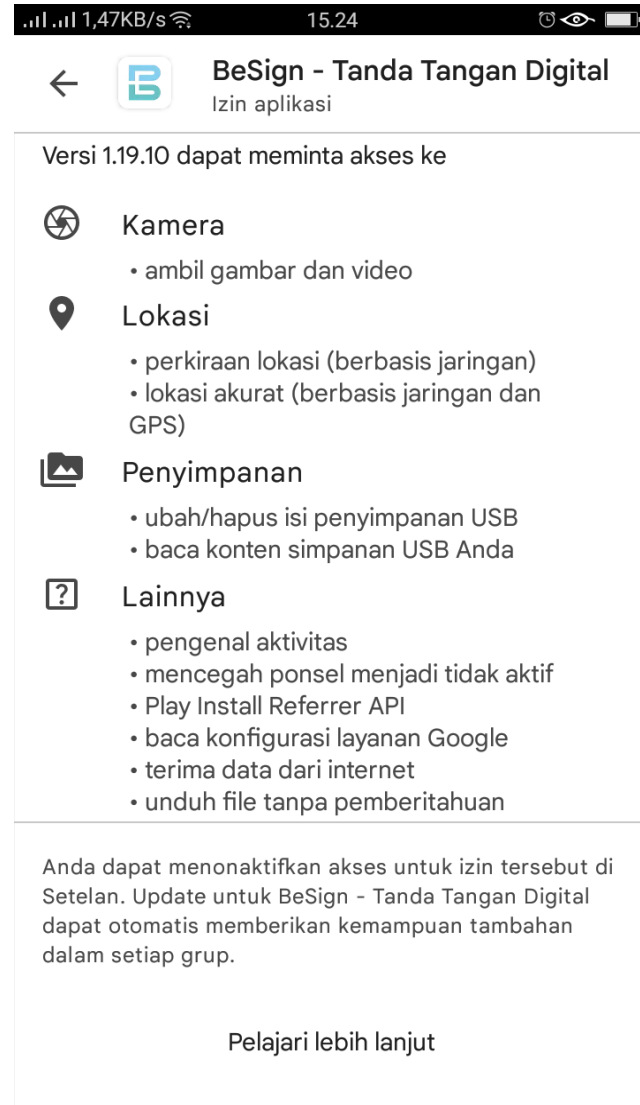 1,47KB/s 15.24
BeSign - Tanda Tangan Digital
Izin aplikasi
Versi 1.19.10 dapat meminta akses ke
Kamera
• ambil gambar dan video
Lokasi
• perkiraan lokasi (berbasis jaringan)
• lokasi akurat (berbasis jaringan dan
GPS)
Penyimpanan
• ubah/hapus isi penyimpanan USB
• baca konten simpanan USB Anda
Lainnya
• pengenal aktivitas
• mencegah ponsel menjadi tidak aktif
• Play Install Referrer API
• baca konfigurasi layanan Google
• terima data dari internet
• unduh file tanpa pemberitahuan
Anda dapat menonaktifkan akses untuk izin tersebut di
Setelan. Update untuk BeSign - Tanda Tangan Digital
dapat otomatis memberikan kemampuan tambahan
dalam setiap grup.
Pelajari lebih lanjut